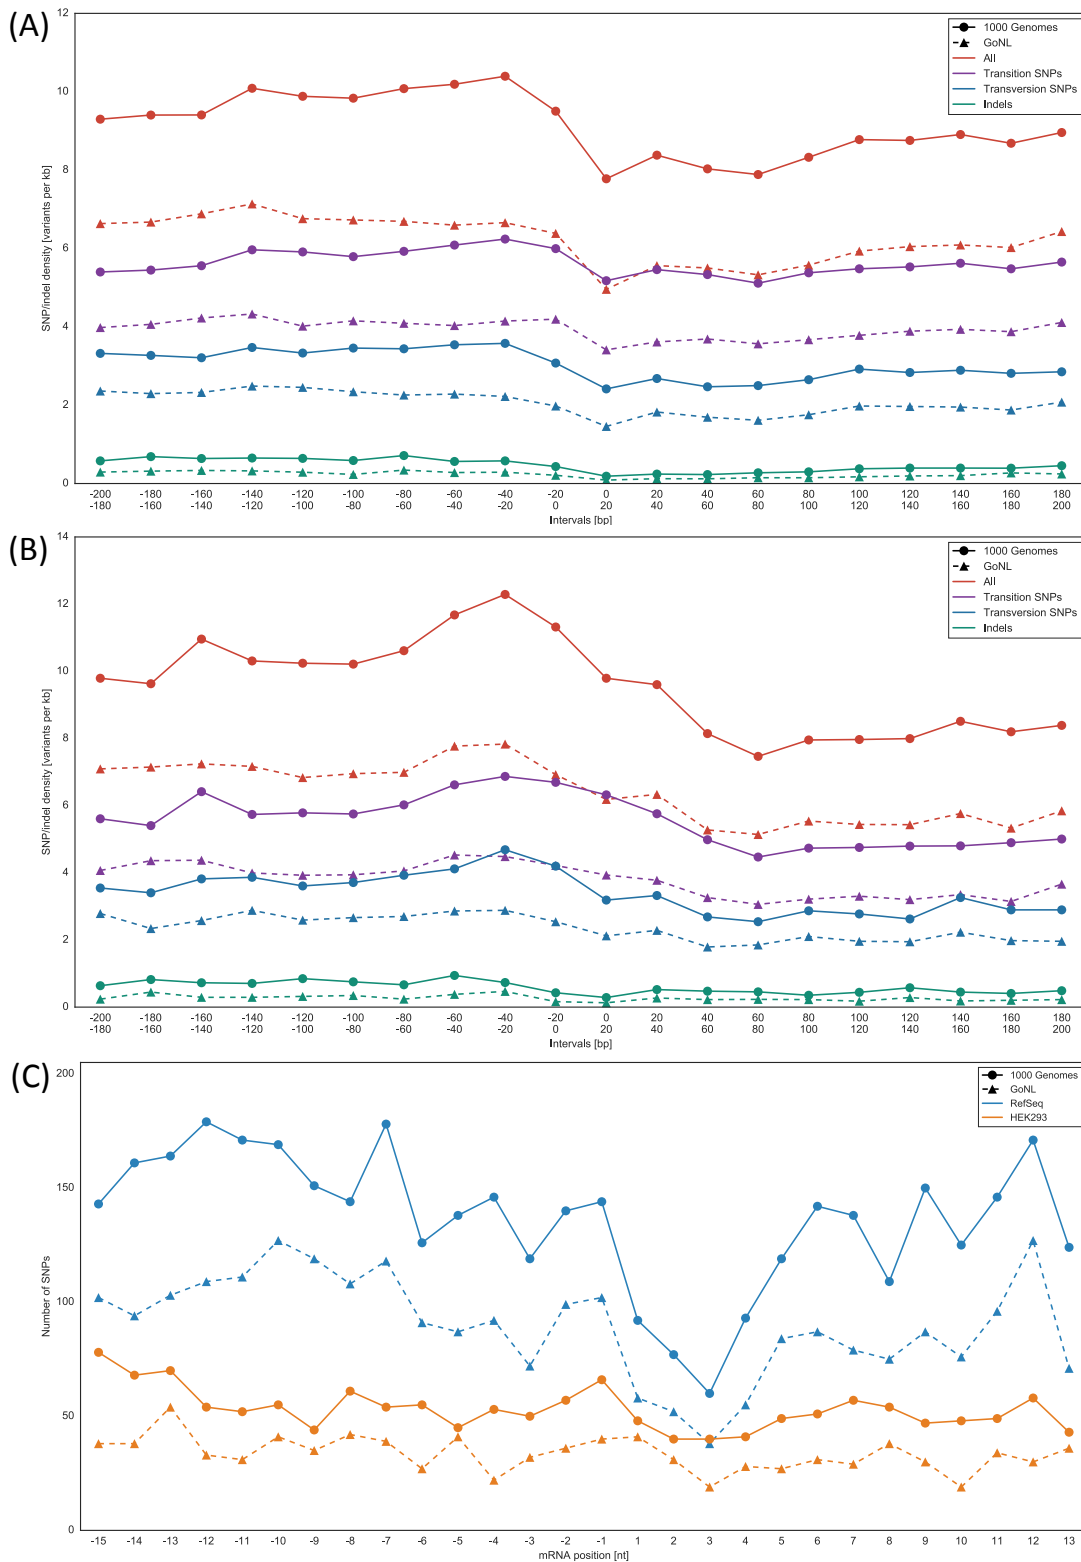 (A)
12
10
8
6
4
2
0
SNP/indel density [variants per kb]
1000 Genomes
GoNL
All
Transition SNPs
Transversion SNPs
Indels
-200 -180 -160 -140 -120 -100 -80 -60 -40 -20 0 20 60 80 100 120 140 160 180 200
-180 -160 -140 -120 -100 -80 -60 -40 -20 0 20 40 60 80 100 120 140 160 180 200
Intervals [bp]
(B)
14
12
10
8
6
4
2
0
SNP/indel density [variants per kb]
1000 Genomes
GoNL
All
Transition SNPs
Transversion SNPs
Indels
-200 -180 -160 -140 -120 -100 -80 -60 -40 -20 0 20 40 60 80 100 120 140 160 180
-180 -160 -140 -120 -100 -80 -60 -40 -20 0 20 40 60 80 100 120 140 160 180 200
Intervals [bp]
(C)
200
150
100
50
0
Number of SNPs
1000 Genomes
GoNL
RefSeq
HEK293
-15 -14 -13 -12 -11 -10 -9 -8 -7 -6 -5 -4 -3 -2 -1 1 2 3 4 5 6 7 8 9 10 11 12 13
mRNA position [nt]